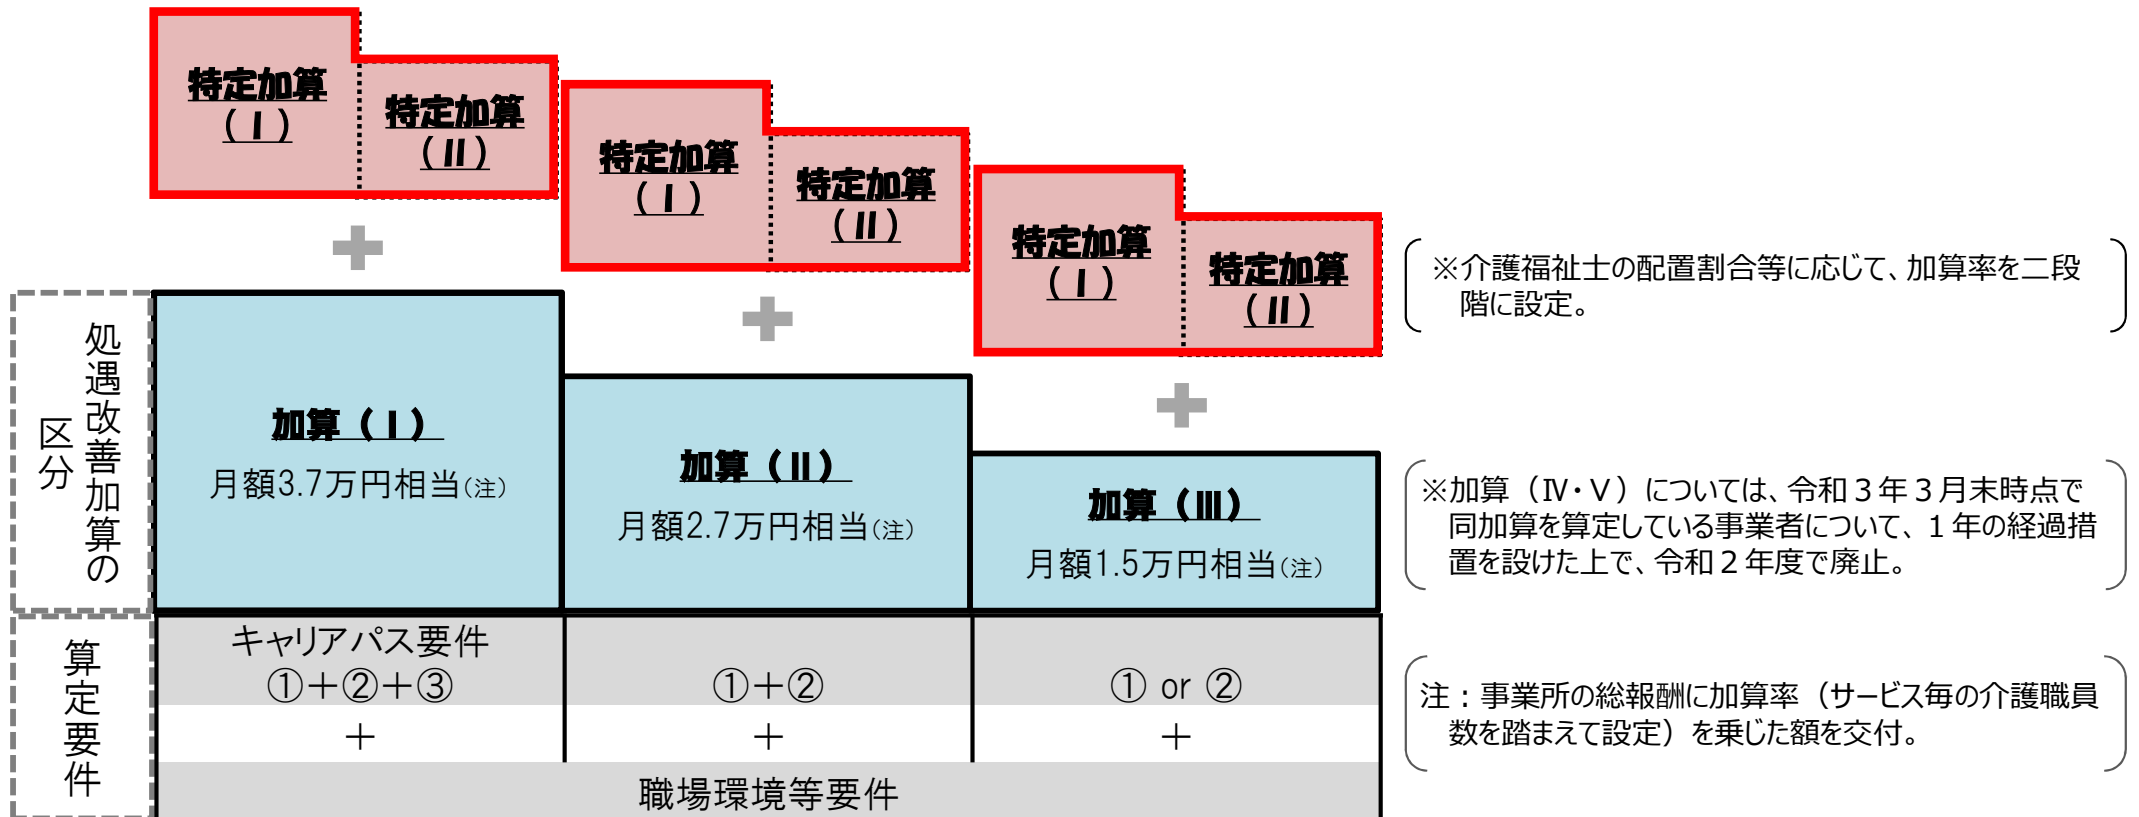 特定加算
（Ⅰ）
特定加算
（Ⅱ）
特定加算
（Ⅰ）
特定加算
（Ⅱ）
特定加算
（Ⅰ）
特定加算
（Ⅱ）
※介護福祉士の配置割合等に応じて、加算率を二段
階に設定。
処遇改善加算の
区分
加算（Ⅰ）
月額3.7万円相当(注)
加算（Ⅱ）
月額2.7万円相当(注)
加算（Ⅲ）
月額1.5万円相当(注)
※加算（Ⅳ・Ⅴ）については、令和３年３月末時点で
同加算を算定している事業者について、１年の経過措
置を設けた上で、令和２年度で廃止。
算定要件
キャリアパス要件
①＋②＋③
①＋②
① or ②
＋
＋
＋
職場環境等要件
注：事業所の総報酬に加算率（サービス毎の介護職員
数を踏まえて設定）を乗じた額を交付。